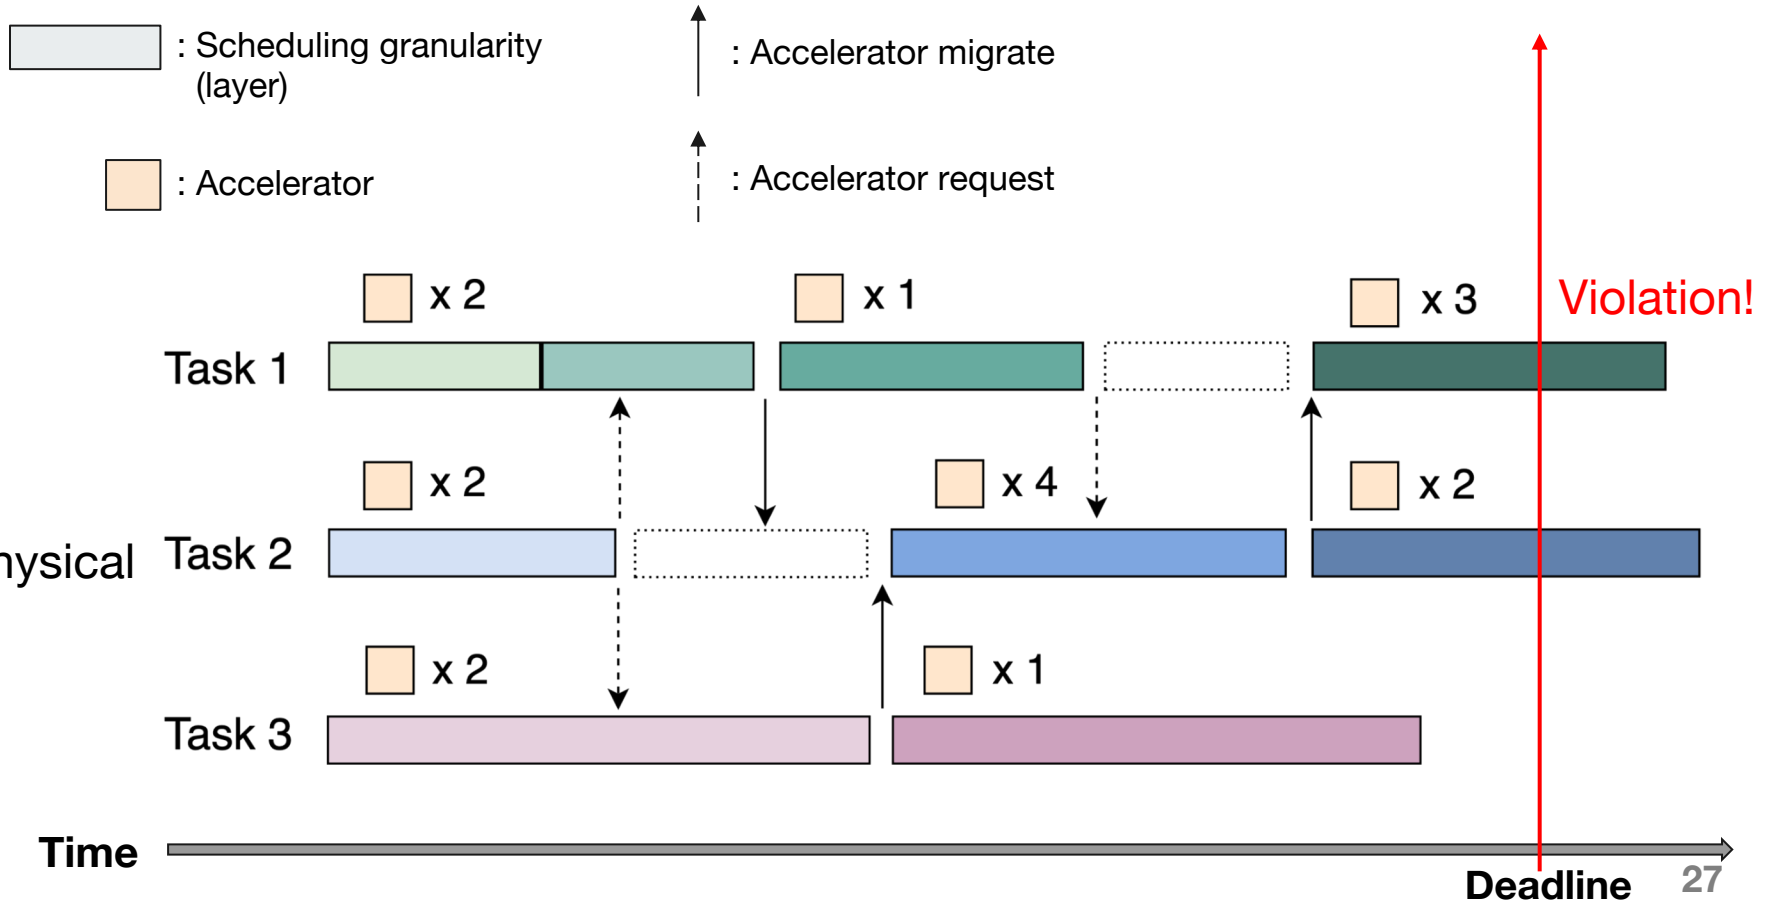 : Scheduling granularity
(layer)
: Accelerator migrate
: Accelerator
: Accelerator request
x 2
x 1
x 3
Violation!
Task 1
x 2
x 4
x 2
hysical
Task 2
x 2
x 1
Task 3
Time
Deadline
27